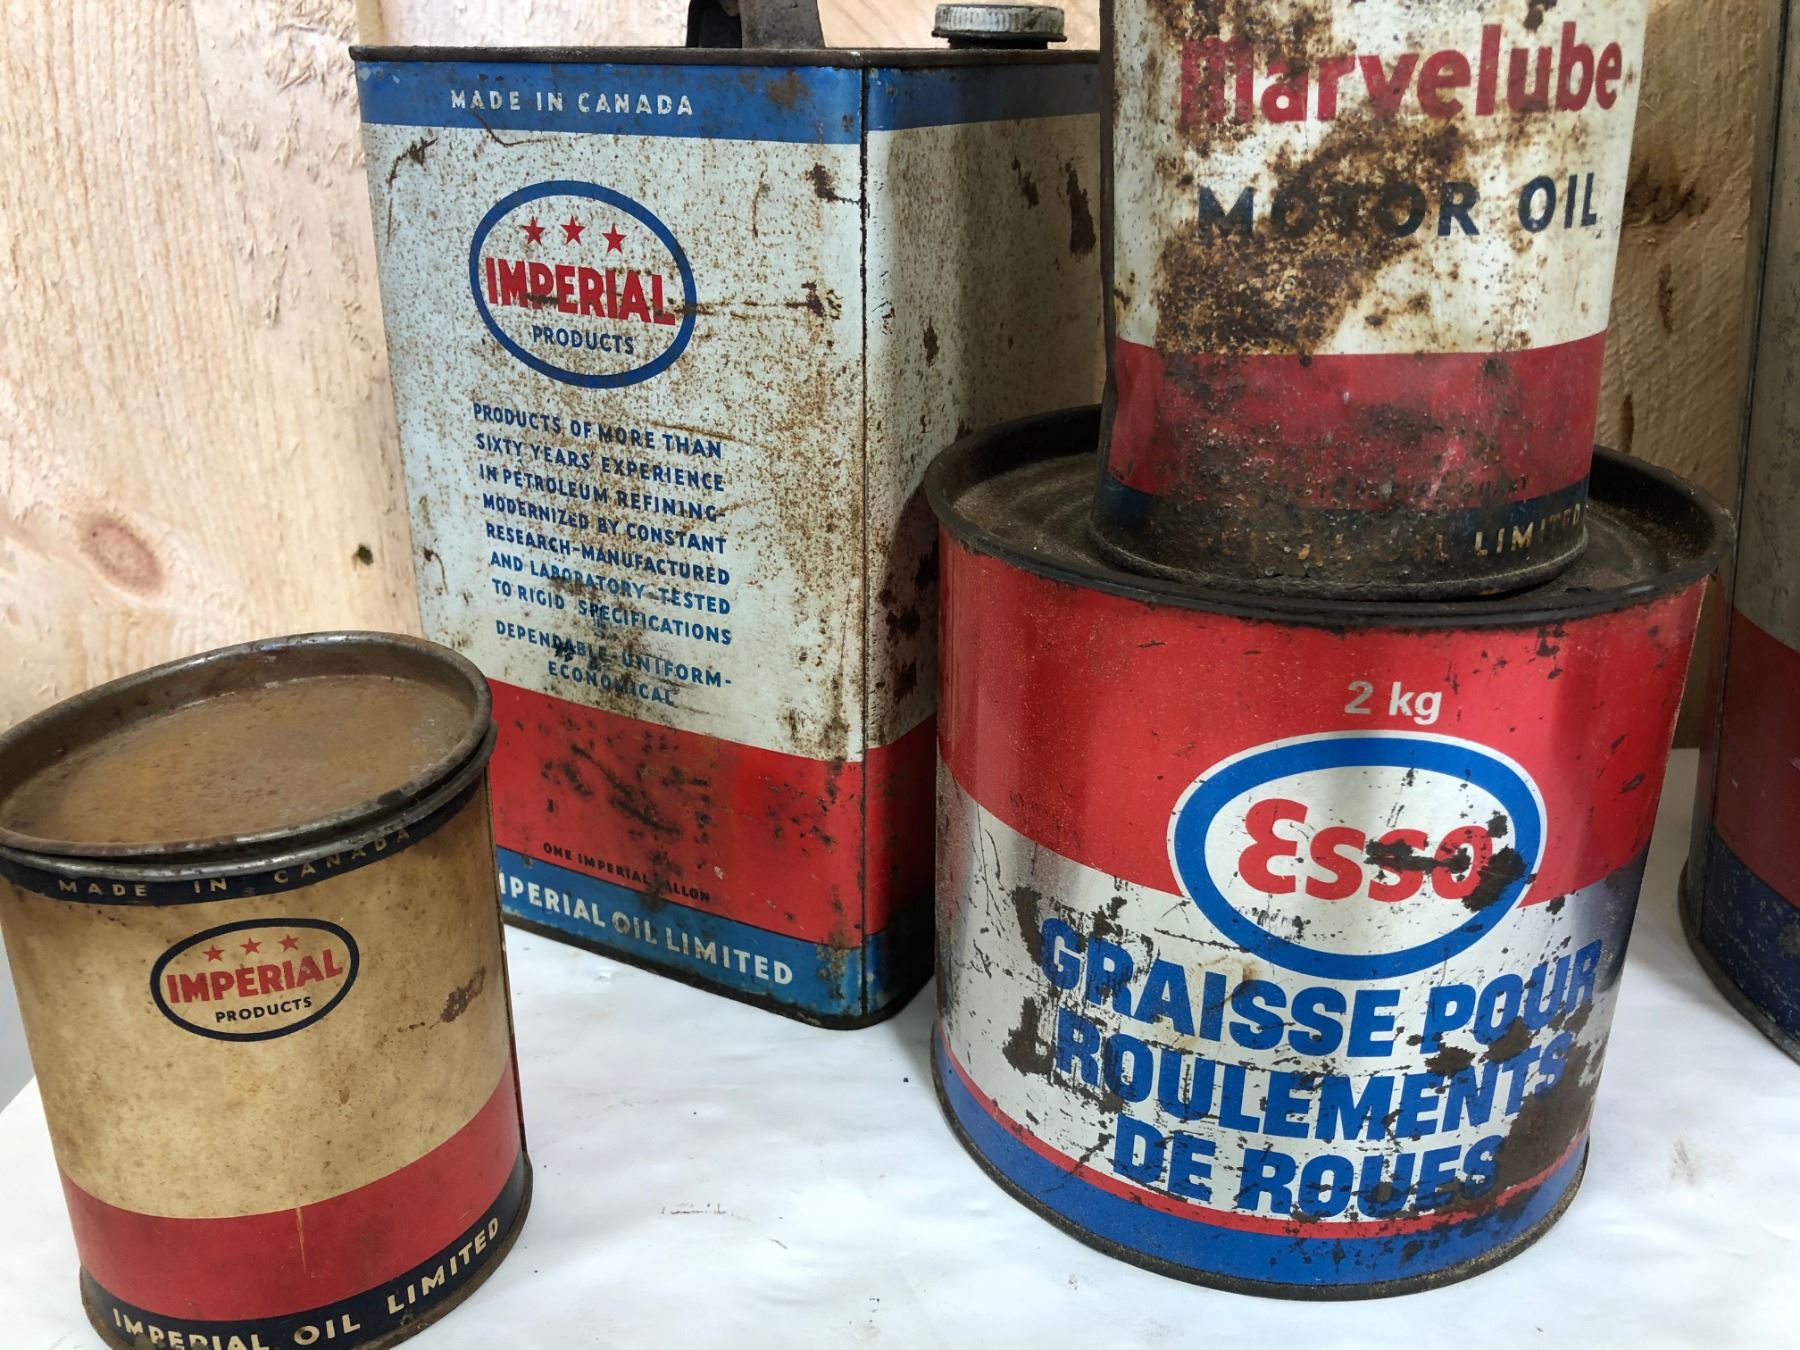 MADE IN CANADA
IMPERIAL
PRODUCTS
PRODUCTS OF MORE THAN
SIXTY YEARS' EXPERIENCE
IN PETROLEUM REFINING-
MODERNIZED BY CONSTANT
RESEARCH-MANUFACTURED
AND LABORATORY-TESTED
TO RIGID SPECIFICATIONS
DEPENDABLE-UNIFORM-
ECONOMICAL
ONE IMPERIAL GALLON
IMPERIAL OIL LIMITED
Marvelube
MOTOR OIL
OIL LIMITED
2 kg
Esso
GRAISSE POUR
ROULEMENTS
DE ROUES
MADE IN CANADA
IMPERIAL
PRODUCTS
IMPERIAL OIL LIMITED